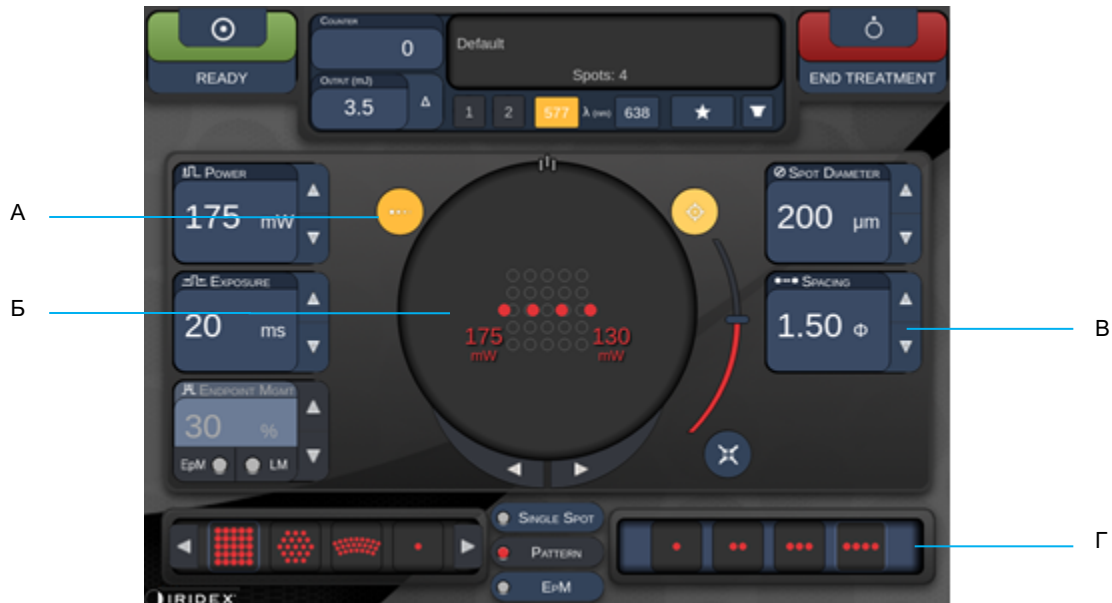 READY
COUNTER
0
OUTPUT (mJ)
3.5
Δ
Default
Spots: 4
1 2 577 λ (nm) 638
END TREATMENT
POWER
175 mW
EXPOSURE
20 ms
ENDPOINT MGMT
30 %
EpM LM
175 mW
130 mW
SPOT DIAMETER
200 µm
SPACING
1.50 Φ
А
Б
В
Г
SINGLE SPOT
PATTERN
EPM
IRIDEX